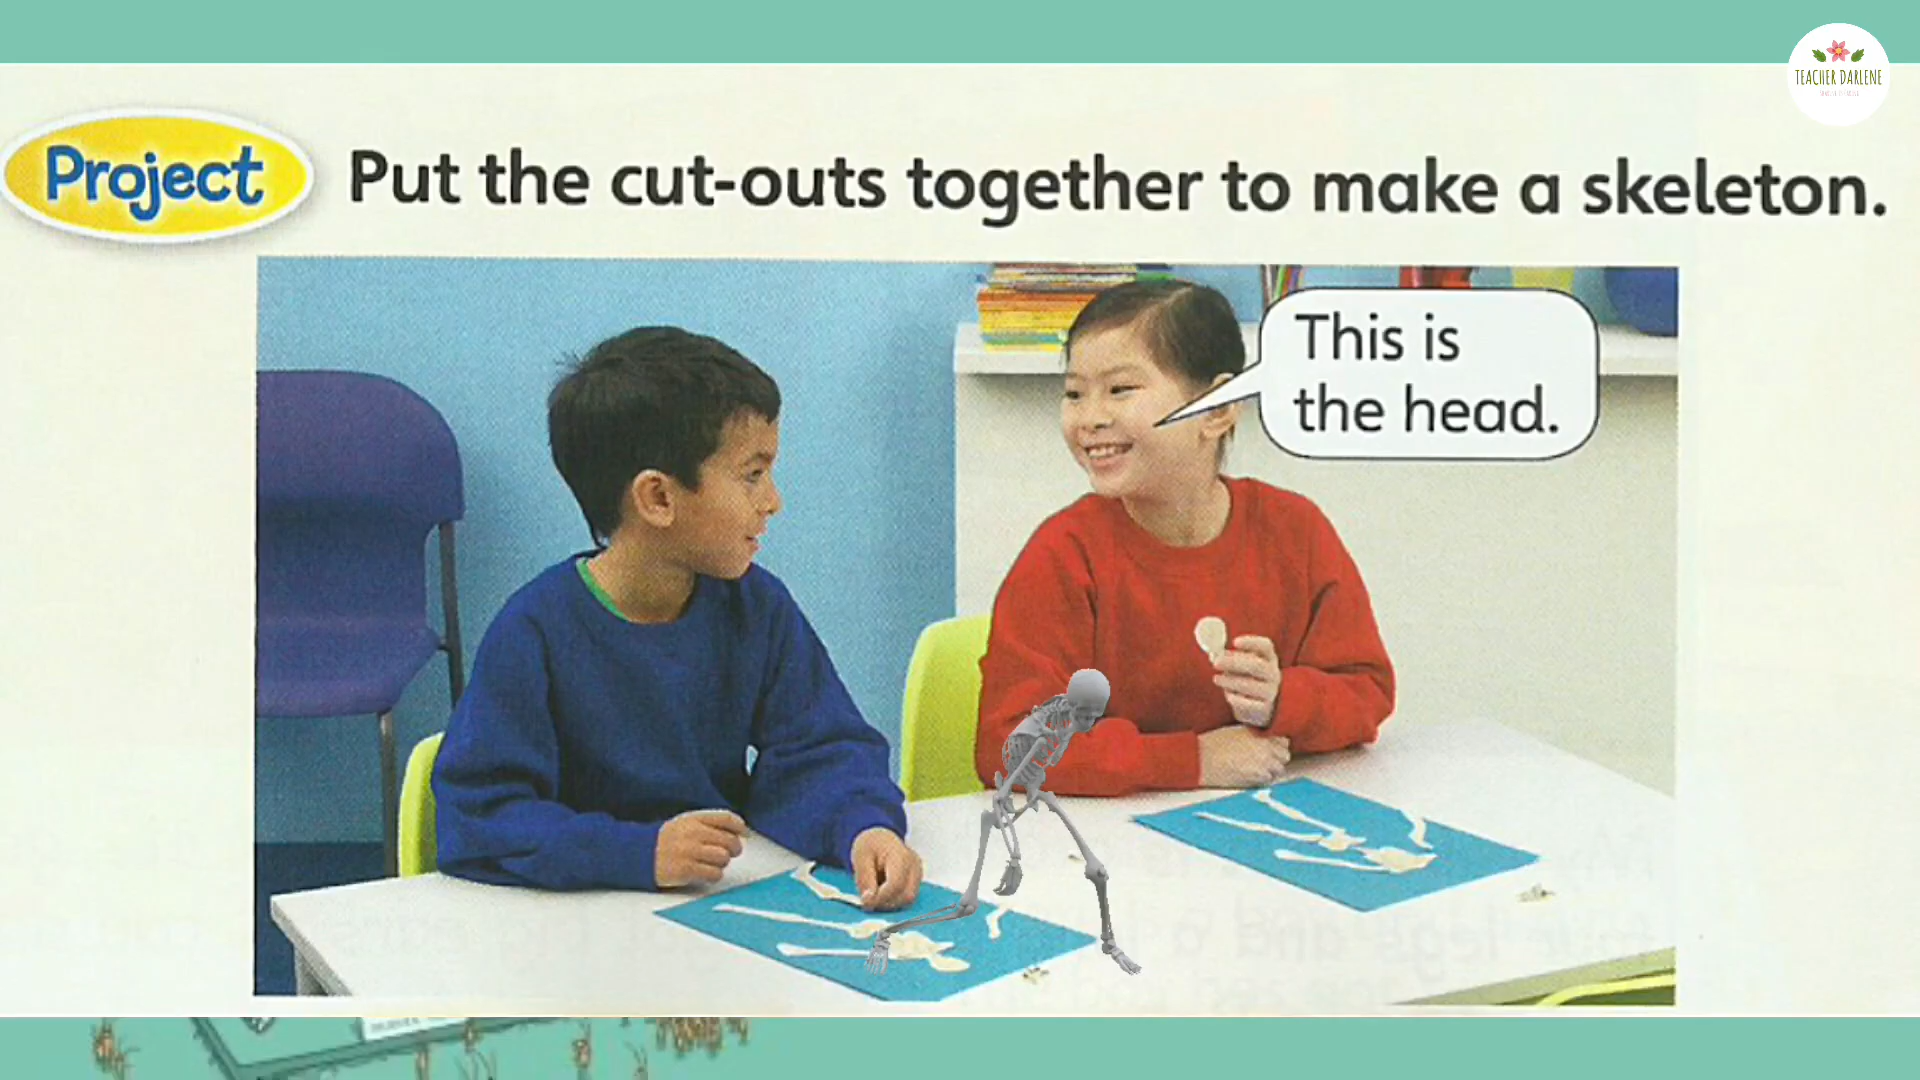 TEACHER DARLENE
Project
Put the cut-outs together to make a skeleton.
This is
the head.